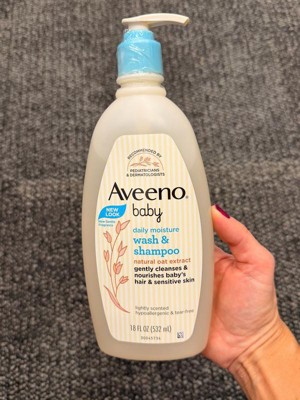 RECOMMENDED BY
PEDIATRICIANS
& DERMATOLOGISTS
Aveeno®
baby
NEW
LOOK
daily moisture
wash &
shampoo
natural oat extract
gently cleanses &
nourishes baby's
hair & sensitive skin
lightly scented
hypoallergenic & tear-free
18 FL OZ (532 mL)